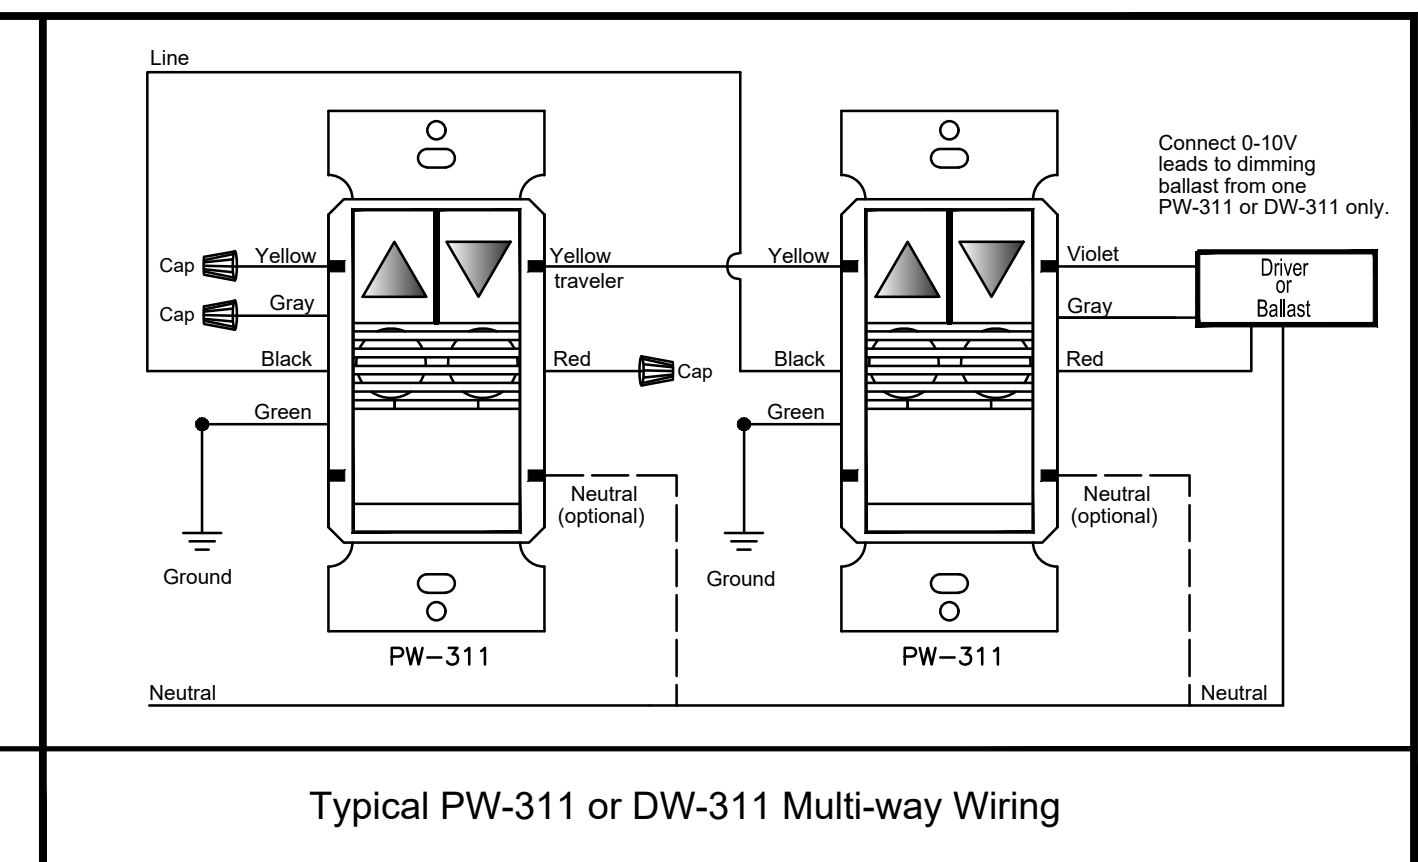 Line
Connect 0-10V
leads to dimming
ballast from one
PW-311 or DW-311 only.
Cap
Yellow
Yellow
traveler
Yellow
Violet
Driver
or
Ballast
Cap
Gray
Gray
Black
Red
Cap
Black
Red
Green
Green
Neutral
(optional)
Neutral
(optional)
Ground
Ground
PW-311
PW-311
Neutral
Neutral
Typical PW-311 or DW-311 Multi-way Wiring